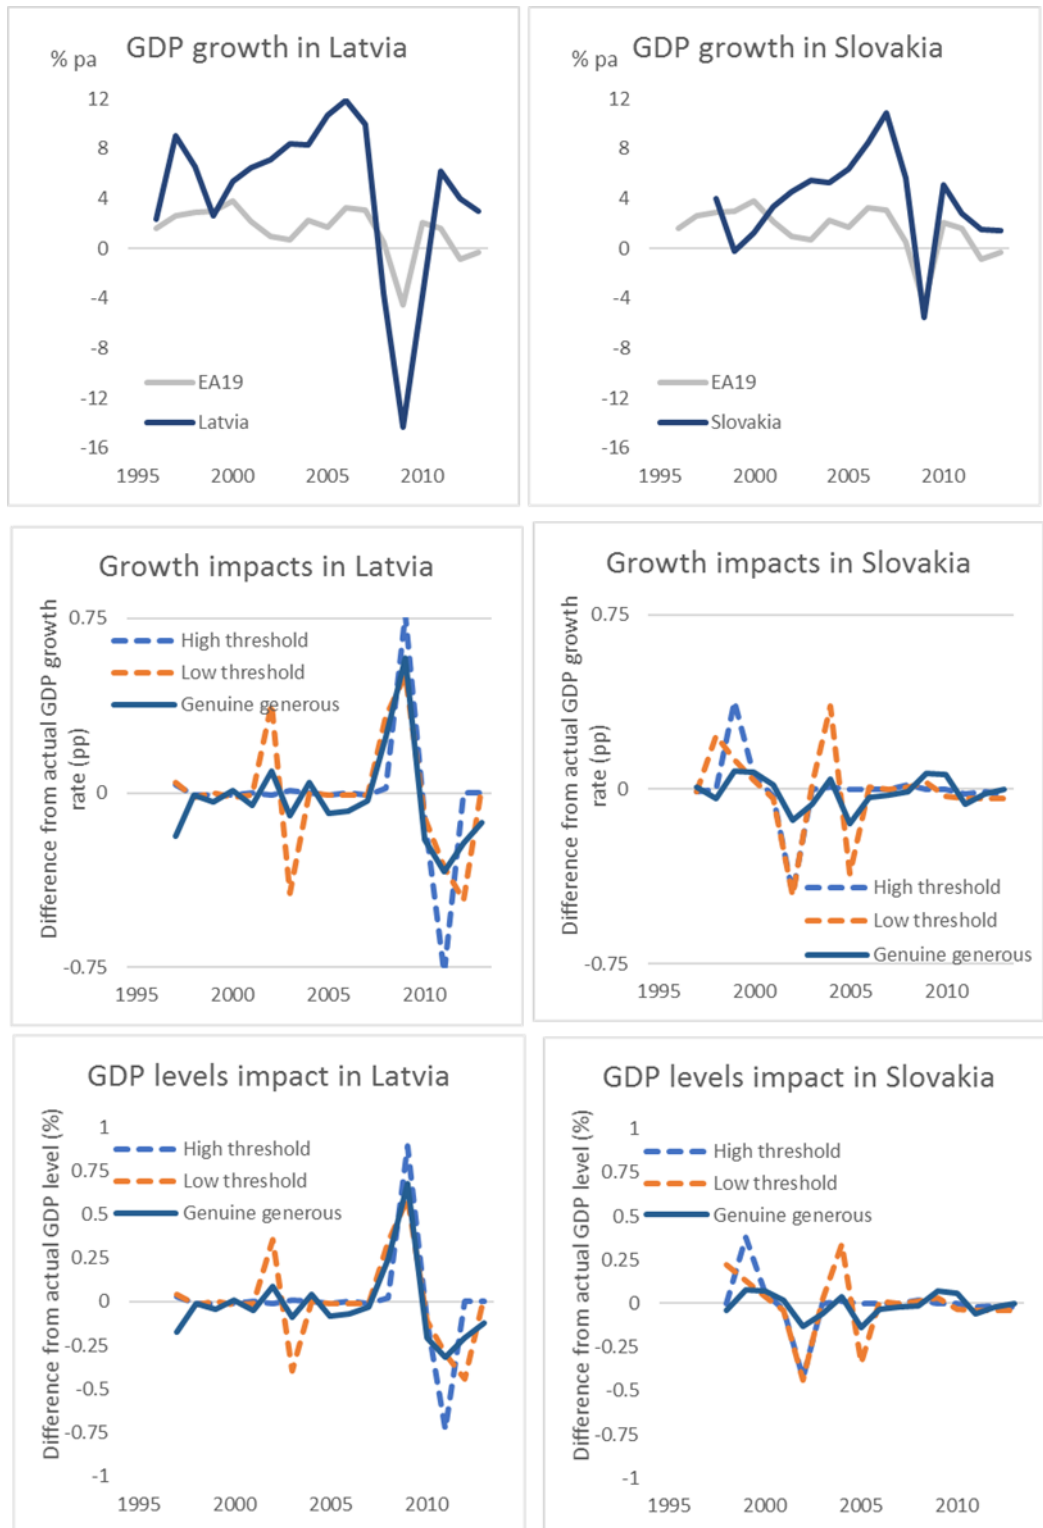 GDP growth in Latvia
% pa
12
8
4
0
-4
-8
-12
-16
EA19
Latvia
1995 2000 2005 2010
GDP growth in Slovakia
% pa
12
8
4
0
-4
-8
-12
-16
EA19
Slovakia
1995 2000 2005 2010
Growth impacts in Latvia
Difference from actual GDP growth
rate (pp)
0.75
0
-0.75
High threshold
Low threshold
Genuine generous
1995 2000 2005 2010
Growth impacts in Slovakia
Difference from actual GDP growth
rate (pp)
0.75
0
-0.75
High threshold
Low threshold
Genuine generous
1995 2000 2005 2010
GDP levels impact in Latvia
Difference from actual GDP level (%)
1
0.75
0.5
0.25
0
-0.25
-0.5
-0.75
-1
High threshold
Low threshold
Genuine generous
1995 2000 2005 2010
GDP levels impact in Slovakia
Difference from actual GDP level (%)
1
0.75
0.5
0.25
0
-0.25
-0.5
-0.75
-1
High threshold
Low threshold
Genuine generous
1995 2000 2005 2010